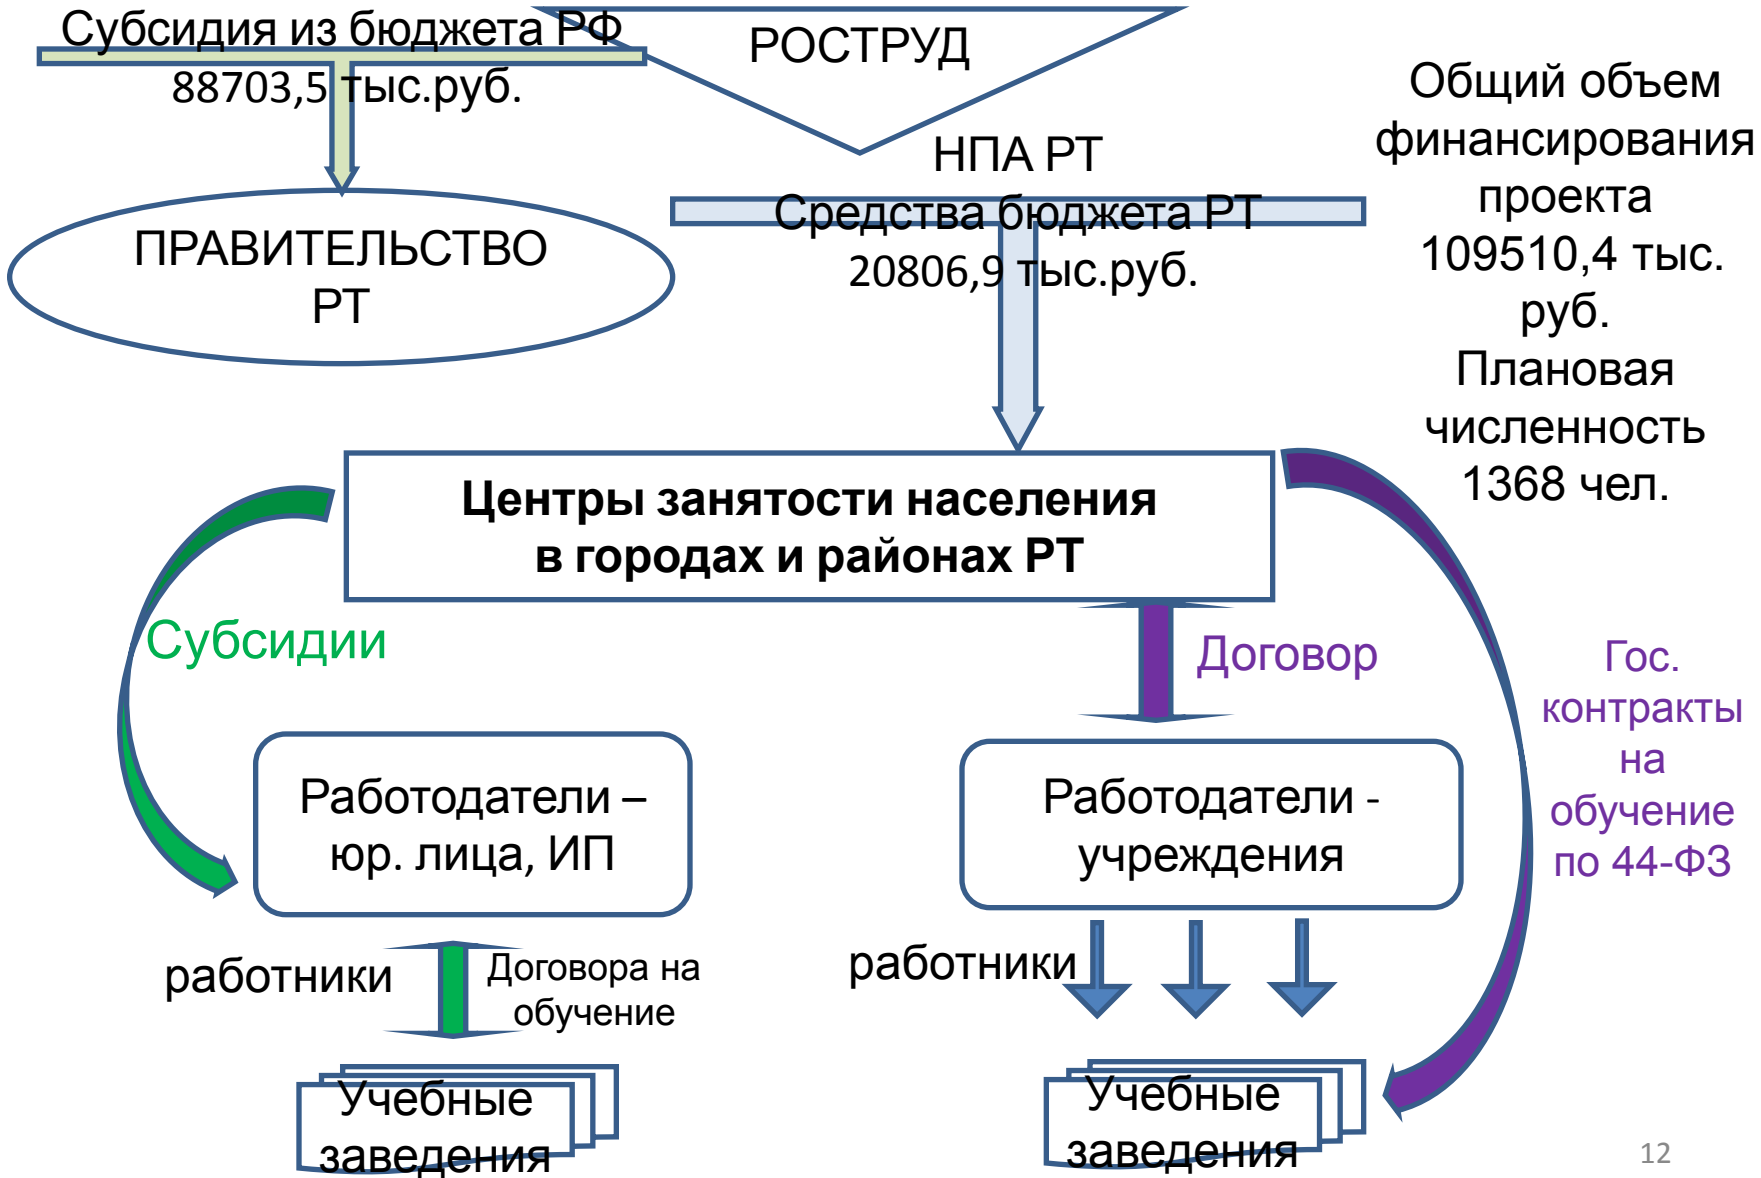 Субсидия из бюджета РФ
88703,5 тыс.руб.
РОСТРУД
НПА РТ
Средства бюджета РТ
20806,9 тыс.руб.
Общий объем
финансирования
проекта
109510,4 тыс.
руб.
Плановая
численность
1368 чел.
ПРАВИТЕЛЬСТВО
РТ
Центры занятости населения
в городах и районах РТ
Субсидии
Договор
Гос.
контракты
на
обучение
по 44-ФЗ
Работодатели –
юр. лица, ИП
Работодатели -
учреждения
работники
Договора на
обучение
работники
Учебные
заведения
Учебные
заведения
12